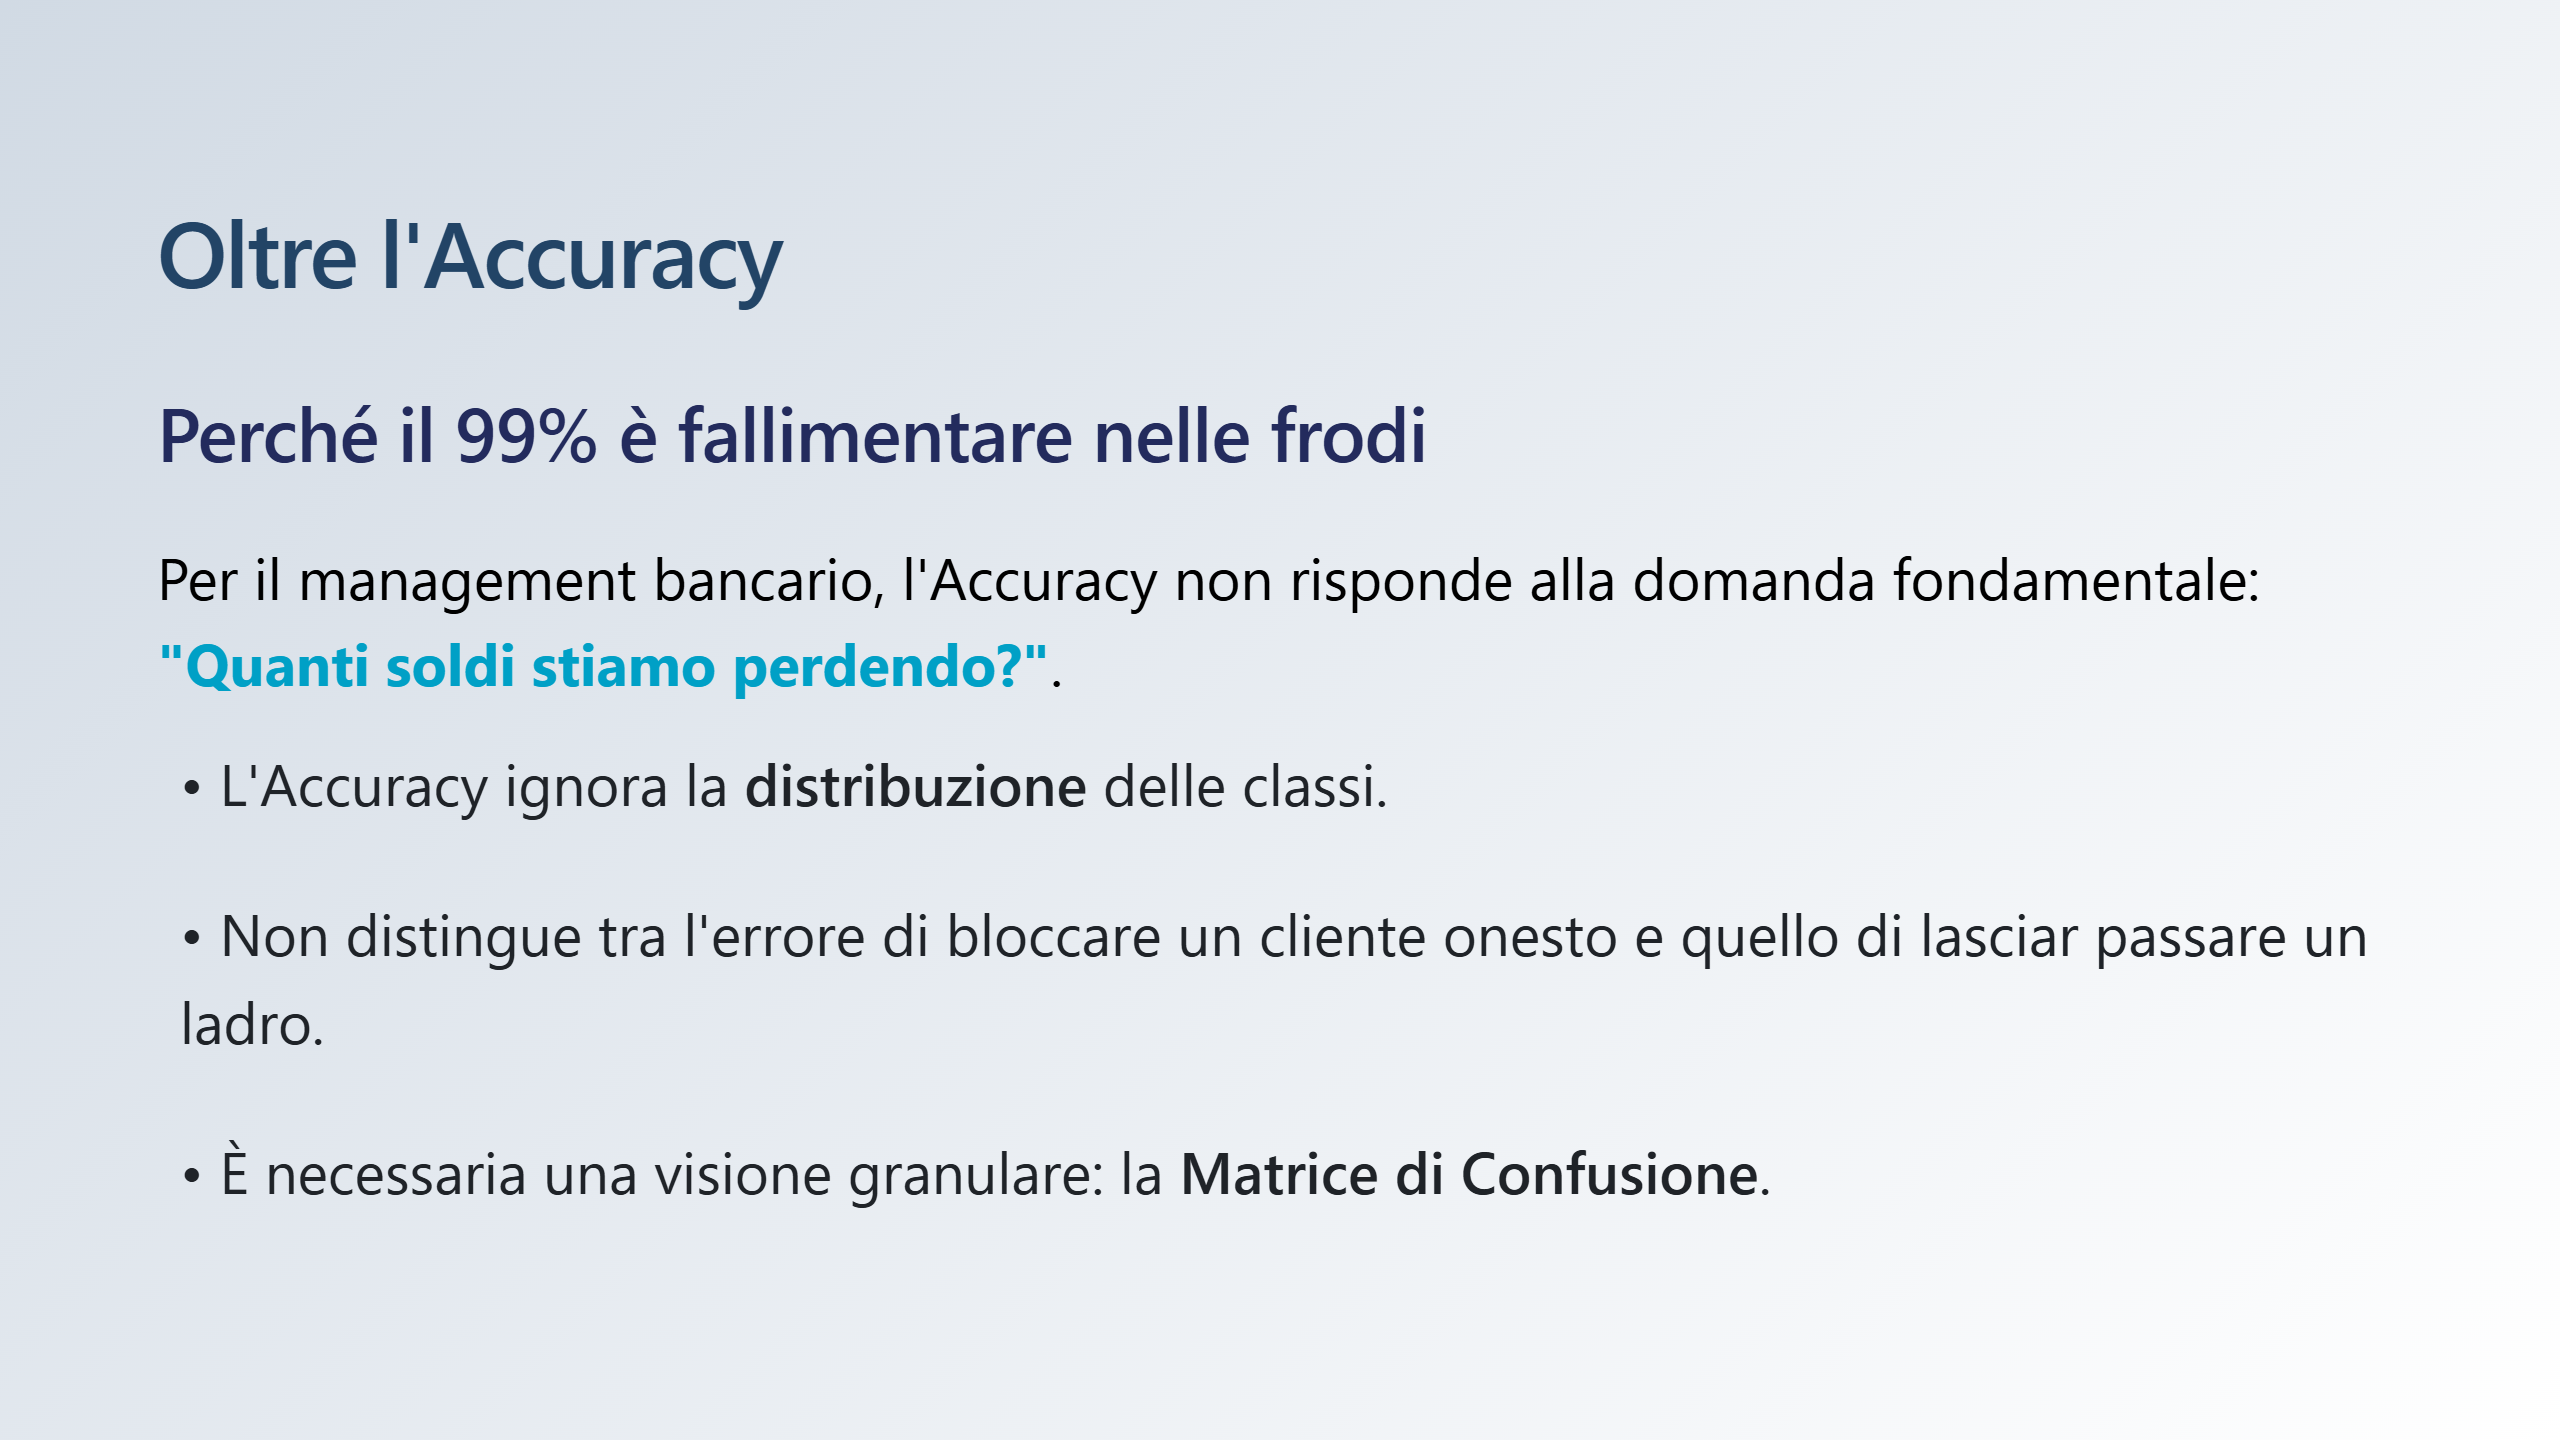 Oltre l'Accuracy
Perché il 99% è fallimentare nelle frodi
Per il management bancario, l'Accuracy non risponde alla domanda fondamentale:
"Quanti soldi stiamo perdendo?".
• L'Accuracy ignora la distribuzione delle classi.
• Non distingue tra l'errore di bloccare un cliente onesto e quello di lasciar passare un
ladro.
• È necessaria una visione granulare: la Matrice di Confusione.